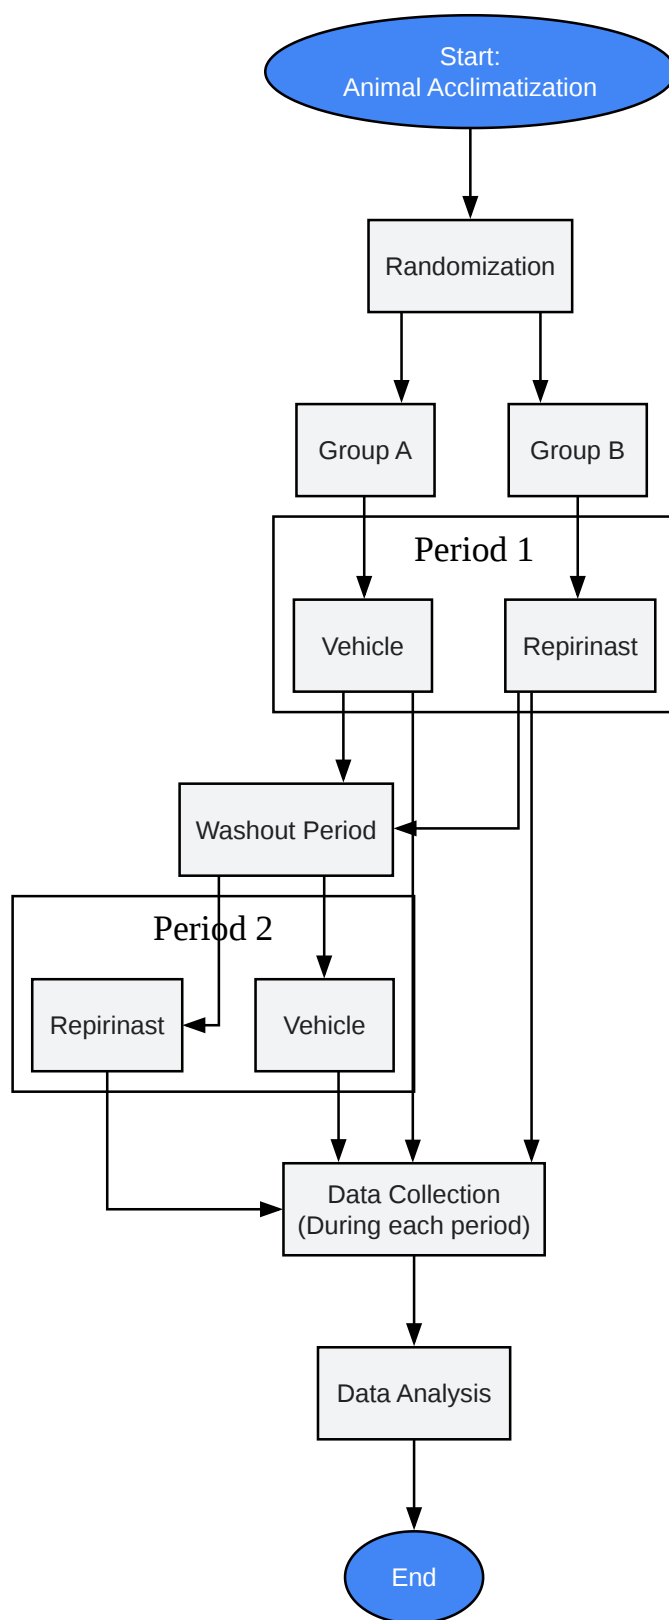 Start:
Animal Acclimatization
Randomization
Group A
Group B
Period 1
Vehicle
Repirinast
Washout Period
Period 2
Repirinast
Vehicle
Data Collection
(During each period)
Data Analysis
End